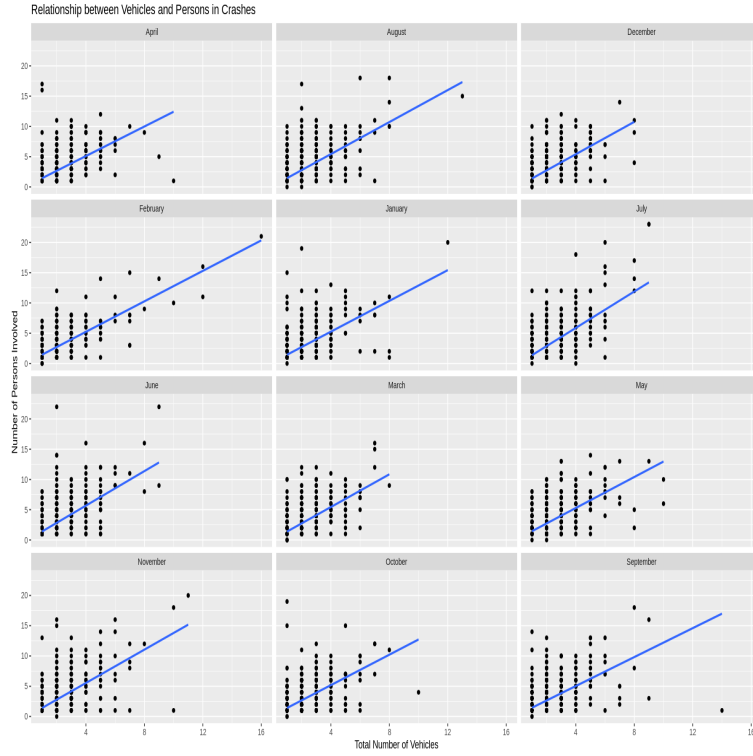 Relationship between Vehicles and Persons in Crashes
April August December
20
15
10
5
0
February January July
20
15
10
5
0
Number of Persons Involved
June March May
20
15
10
5
0
November October September
20
15
10
5
0
4 8 12 16 4 8 12 16 4 8 12 16
Total Number of Vehicles